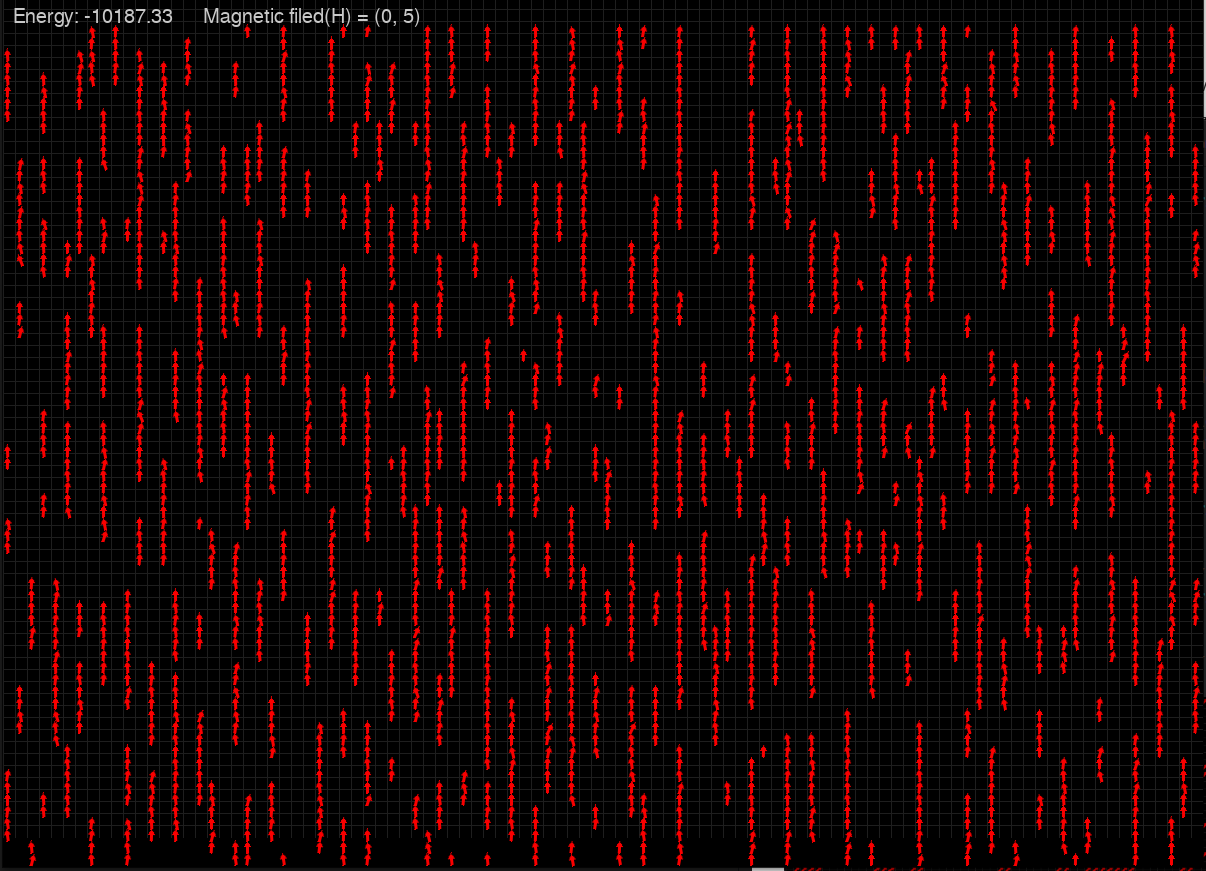 Energy: -10187.33 Magnetic filed(H) = (0, 5)